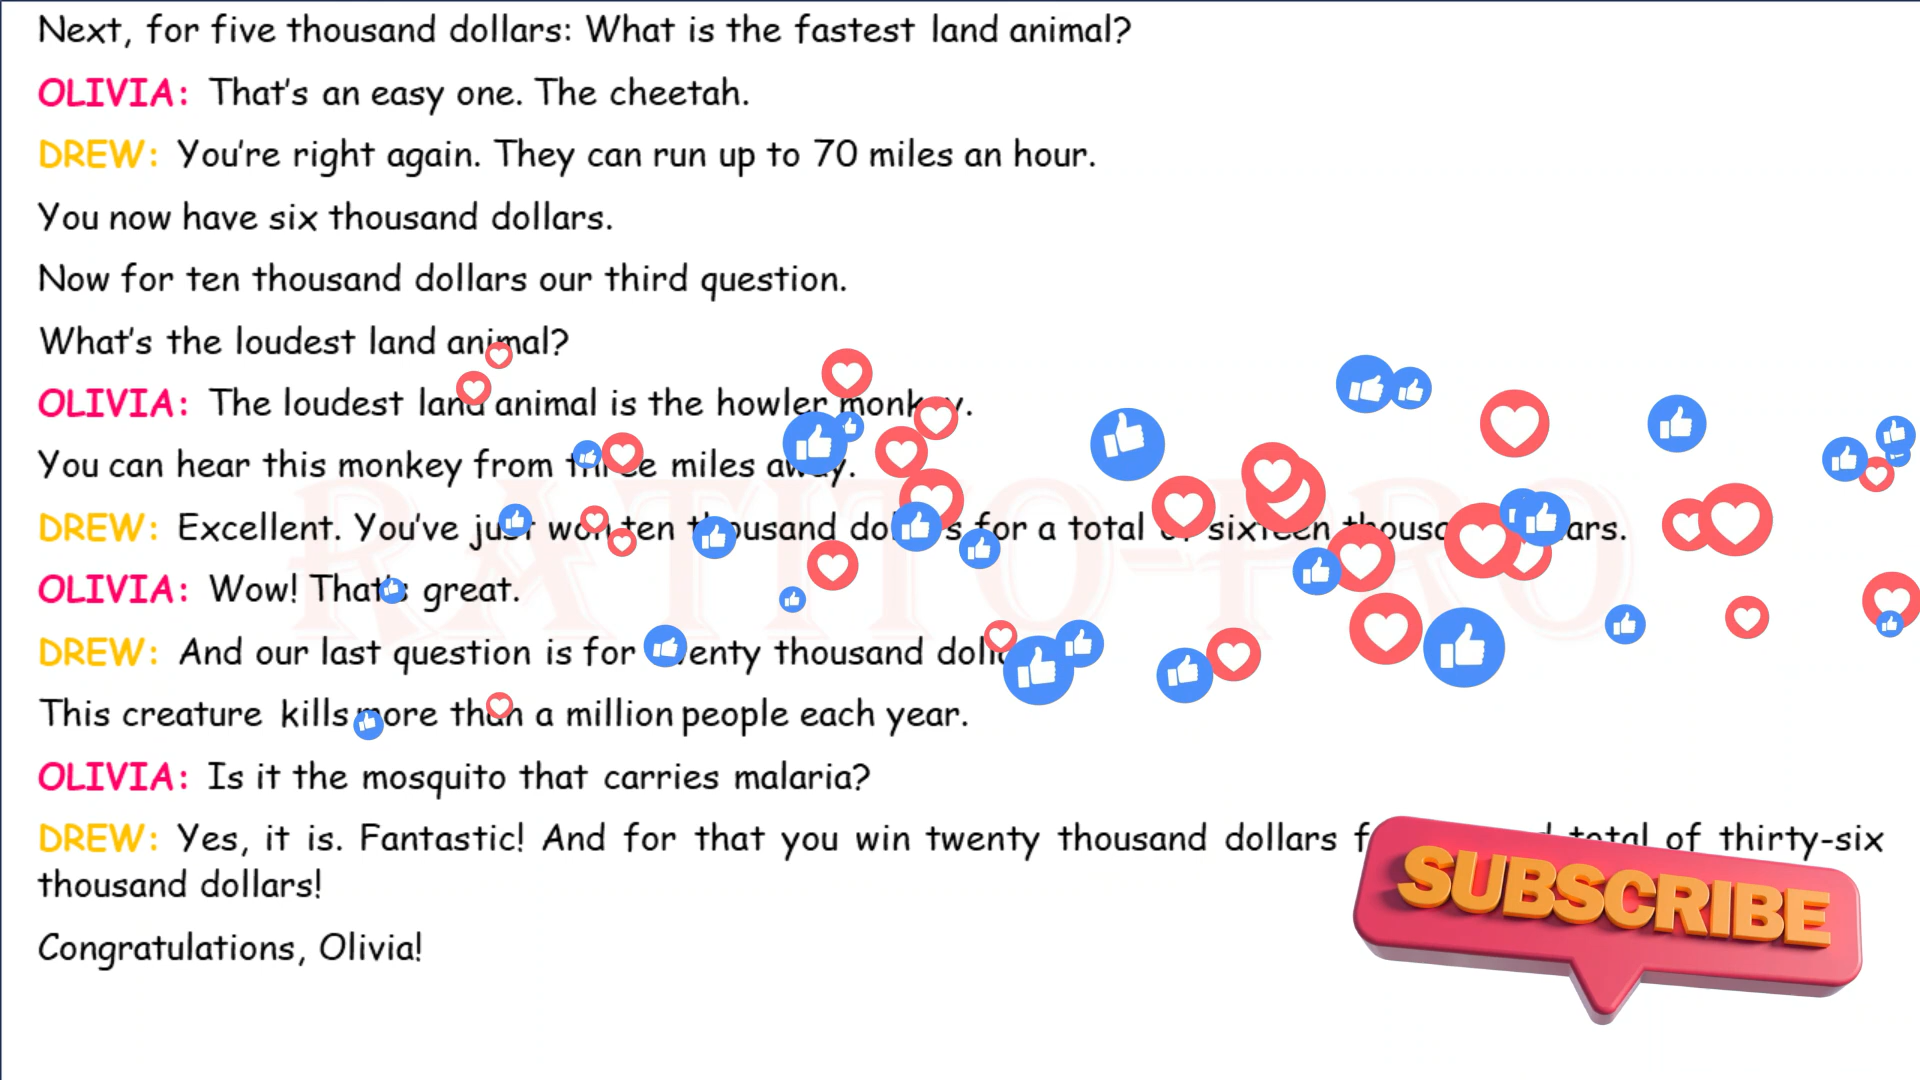 Next, for five thousand dollars: What is the fastest land animal?
OLIVIA: That's an easy one. The cheetah.
DREW: You're right again. They can run up to 70 miles an hour.
You now have six thousand dollars.
Now for ten thousand dollars our third question.
What's the loudest land animal?
OLIVIA: The loudest land animal is the howler monkey.
You can hear this monkey from three miles away.
DREW: Excellent. You've just won ten thousand dollars for a total of sixteen thousand dollars.
OLIVIA: Wow! That's great.
DREW: And our last question is for twenty thousand dollars
This creature kills more than a million people each year.
OLIVIA: Is it the mosquito that carries malaria?
DREW: Yes, it is. Fantastic! And for that you win twenty thousand dollars total of thirty-six
thousand dollars!
Congratulations, Olivia!
SUBSCRIBE
RATITO-PRO